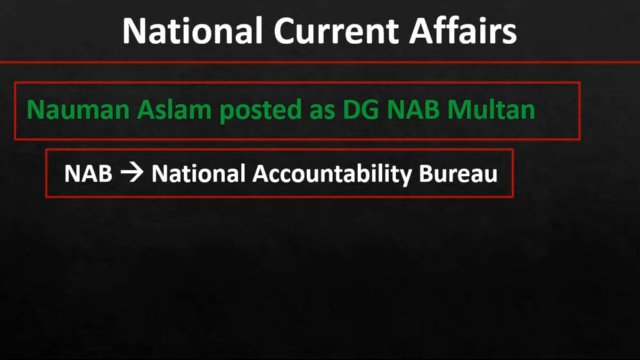 National Current Affairs
Nauman Aslam posted as DG NAB Multan
NAB → National Accountability Bureau